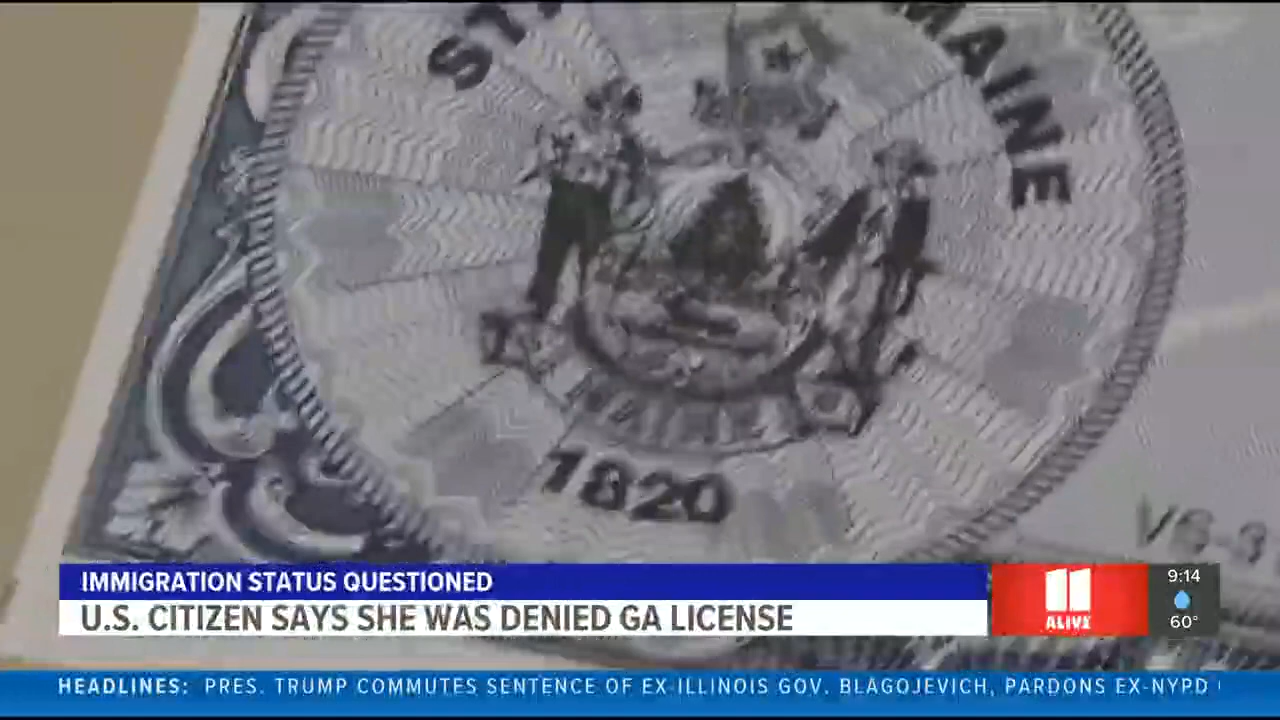 MAINE
1820
IMMIGRATION STATUS QUESTIONED
U.S. CITIZEN SAYS SHE WAS DENIED GA LICENSE
11
ALIVE
9:14
60°
HEADLINES: PRES. TRUMP COMMUTES SENTENCE OF EX-ILLINOIS GOV. BLAGOJEVICH, PARDONS EX-NYPD